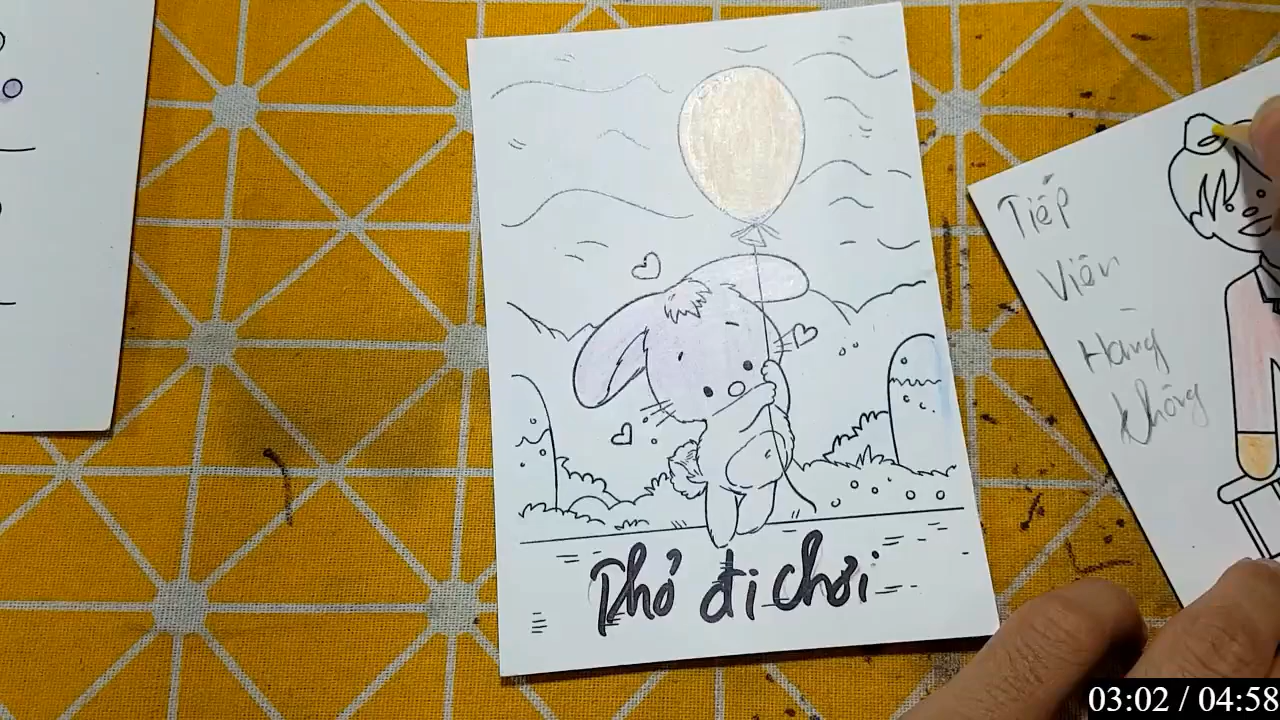 Thỏ đi chơi
Tiếp
Viên
Hàng
không
03:02 / 04:58